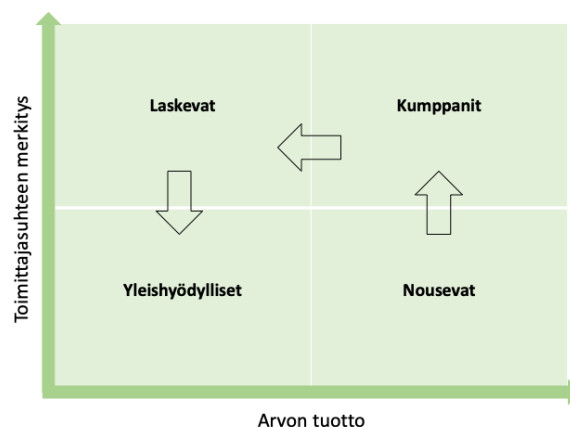 Toimittajasuhteen merkitys
Laskevat
Kumppanit
Yleishyödylliset
Nousevat
Arvon tuotto